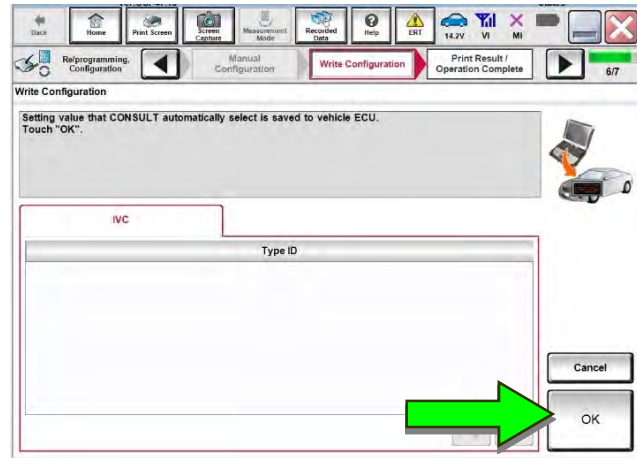 Back
Home
Print Screen
Screen
Capture
Measurement
Mode
Recorded
Data
Help
ERT
14.2V
VI
MI
Re/programming,
Configuration
Manual
Configuration
Write Configuration
Print Result /
Operation Complete
6/7
Write Configuration
Setting value that CONSULT automatically select is saved to vehicle ECU.
Touch "OK".
IVC
Type ID
Cancel
OK